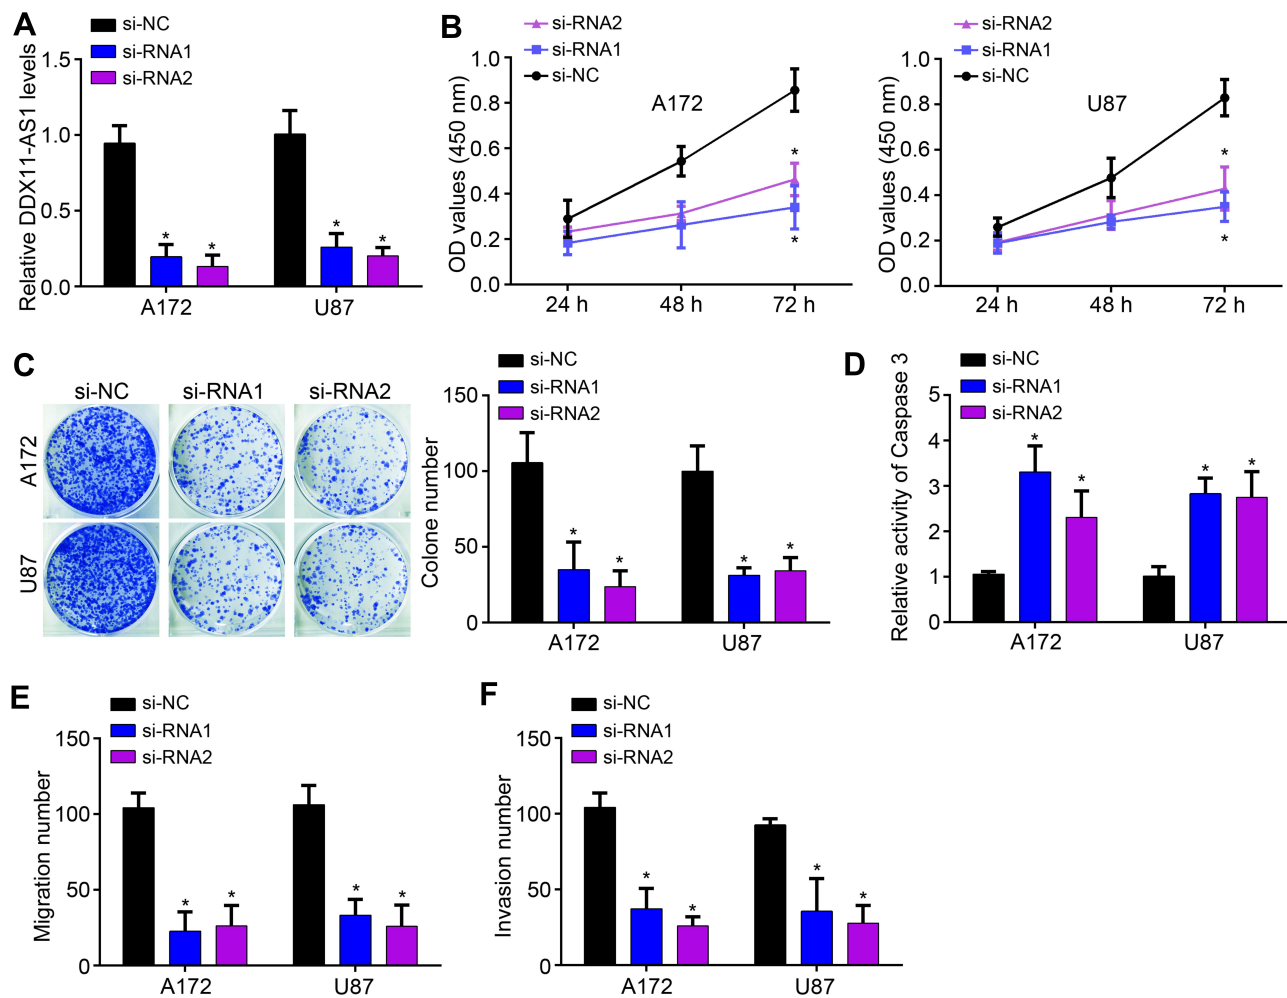 A
si-NC
si-RNA1
si-RNA2
Relative DDX11-AS1 levels
1.5
1.0
0.5
0.0
* * * *
A172 U87
B
si-RNA2
si-RNA1
si-NC
OD values (450 nm)
1.0
0.8
0.6
0.4
0.2
0.0
A172
*
*
24 h 48 h 72 h
si-RNA2
si-RNA1
si-NC
OD values (450 nm)
1.0
0.8
0.6
0.4
0.2
0.0
U87
*
*
24 h 48 h 72 h
C
si-NC si-RNA1 si-RNA2
A172
U87
si-NC
si-RNA1
si-RNA2
Colone number
150
100
50
0
* * * *
A172 U87
D
si-NC
si-RNA1
si-RNA2
Relative activity of Caspase 3
5
4
3
2
1
0
* * * *
A172 U87
E
si-NC
si-RNA1
si-RNA2
Migration number
150
100
50
0
* * * *
A172 U87
F
si-NC
si-RNA1
si-RNA2
Invasion number
150
100
50
0
* * * *
A172 U87